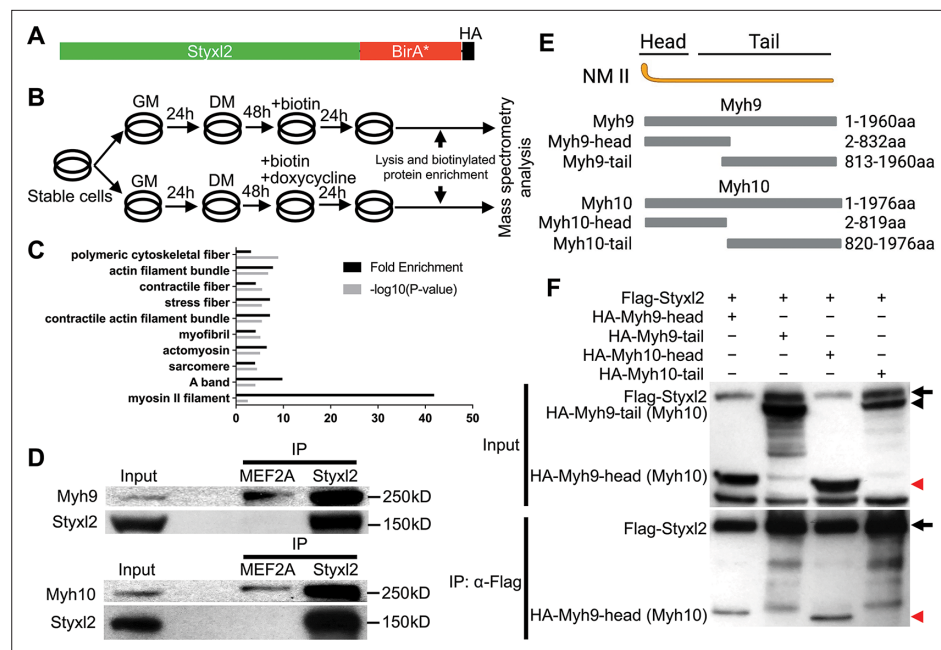 A
Styxl2
BirA*
HA
B
GM
24h
DM
48h
+biotin
24h
Stable cells
Lysis and biotinylated
protein enrichment
Mass spectrometry
analysis
GM
24h
DM
48h
+biotin
+doxycycline
24h
C
polymeric cytoskeletal fiber
actin filament bundle
contractile fiber
stress fiber
contractile actin filament bundle
myofibril
actomyosin
sarcomere
A band
myosin II filament
Fold Enrichment
-log10(P-value)
0 10 20 30 40 50
D
IP
Input MEF2A Styxl2
Myh9 250kD
Styxl2 150kD
IP
Input MEF2A Styxl2
Myh10 250kD
Styxl2 150kD
E
Head Tail
NM II
Myh9
Myh9 1-1960aa
Myh9-head 2-832aa
Myh9-tail 813-1960aa
Myh10
Myh10 1-1976aa
Myh10-head 2-819aa
Myh10-tail 820-1976aa
F
Flag-Styxl2 + + + +
HA-Myh9-head + − − −
HA-Myh9-tail − + − −
HA-Myh10-head − − + −
HA-Myh10-tail − − − +
Input
Flag-Styxl2
HA-Myh9-tail (Myh10)
HA-Myh9-head (Myh10)
IP: α-Flag
Flag-Styxl2
HA-Myh9-head (Myh10)